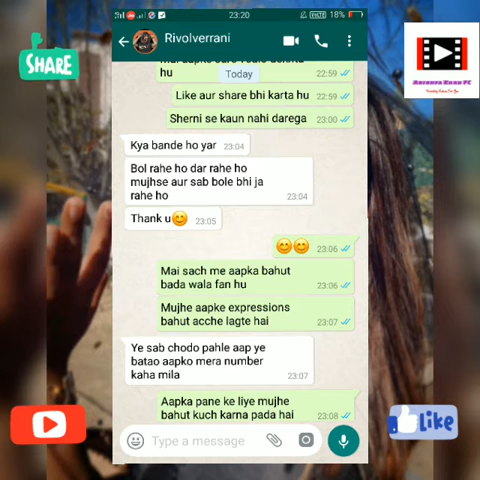 23:20
VoLTE
18%
SHARE
Rivolverrani
hu
22:59
Today
Like aur share bhi karta hu 22:59
Sherni se kaun nahi darega 23:00
Kya bande ho yar 23:04
Bol rahe ho dar rahe ho
mujhse aur sab bole bhi ja
rahe ho
23:04
Thank u😊 23:05
😊😊 23:06
Mai sach me aapka bahut
bada wala fan hu 23:06
Mujhe aapke expressions
bahut acche lagte hai 23:07
Ye sab chodo pahle aap ye
batao aapko mera number
kaha mila 23:07
Aapka pane ke liye mujhe
bahut kuch karna pada hai 23:08
Type a message
Like